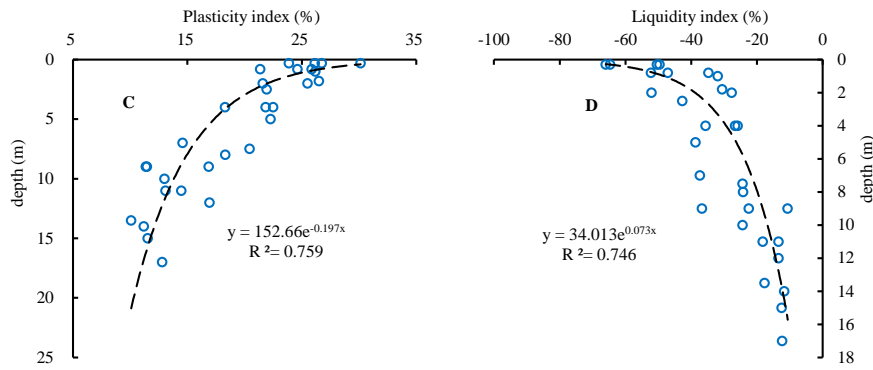 Plasticity index (%)
5 15 25 35
0
5
10
15
20
25
depth (m)
C
y = 152.66e^-0.197x
R ²= 0.759
Liquidity index (%)
-100 -80 -60 -40 -20 0
0
2
4
6
8
10
12
14
16
18
depth (m)
D
y = 34.013e^0.073x
R ²= 0.746